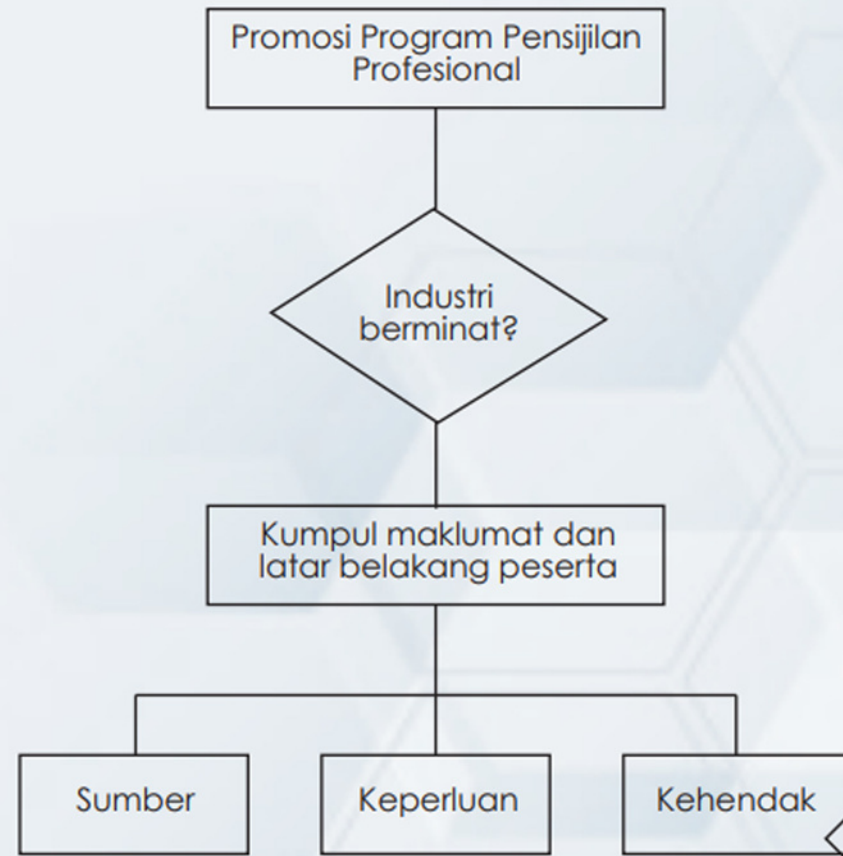 Promosi Program Pensijilan
Profesional
Industri
berminat?
Kumpul maklumat dan
latar belakang peserta
Sumber
Keperluan
Kehendak